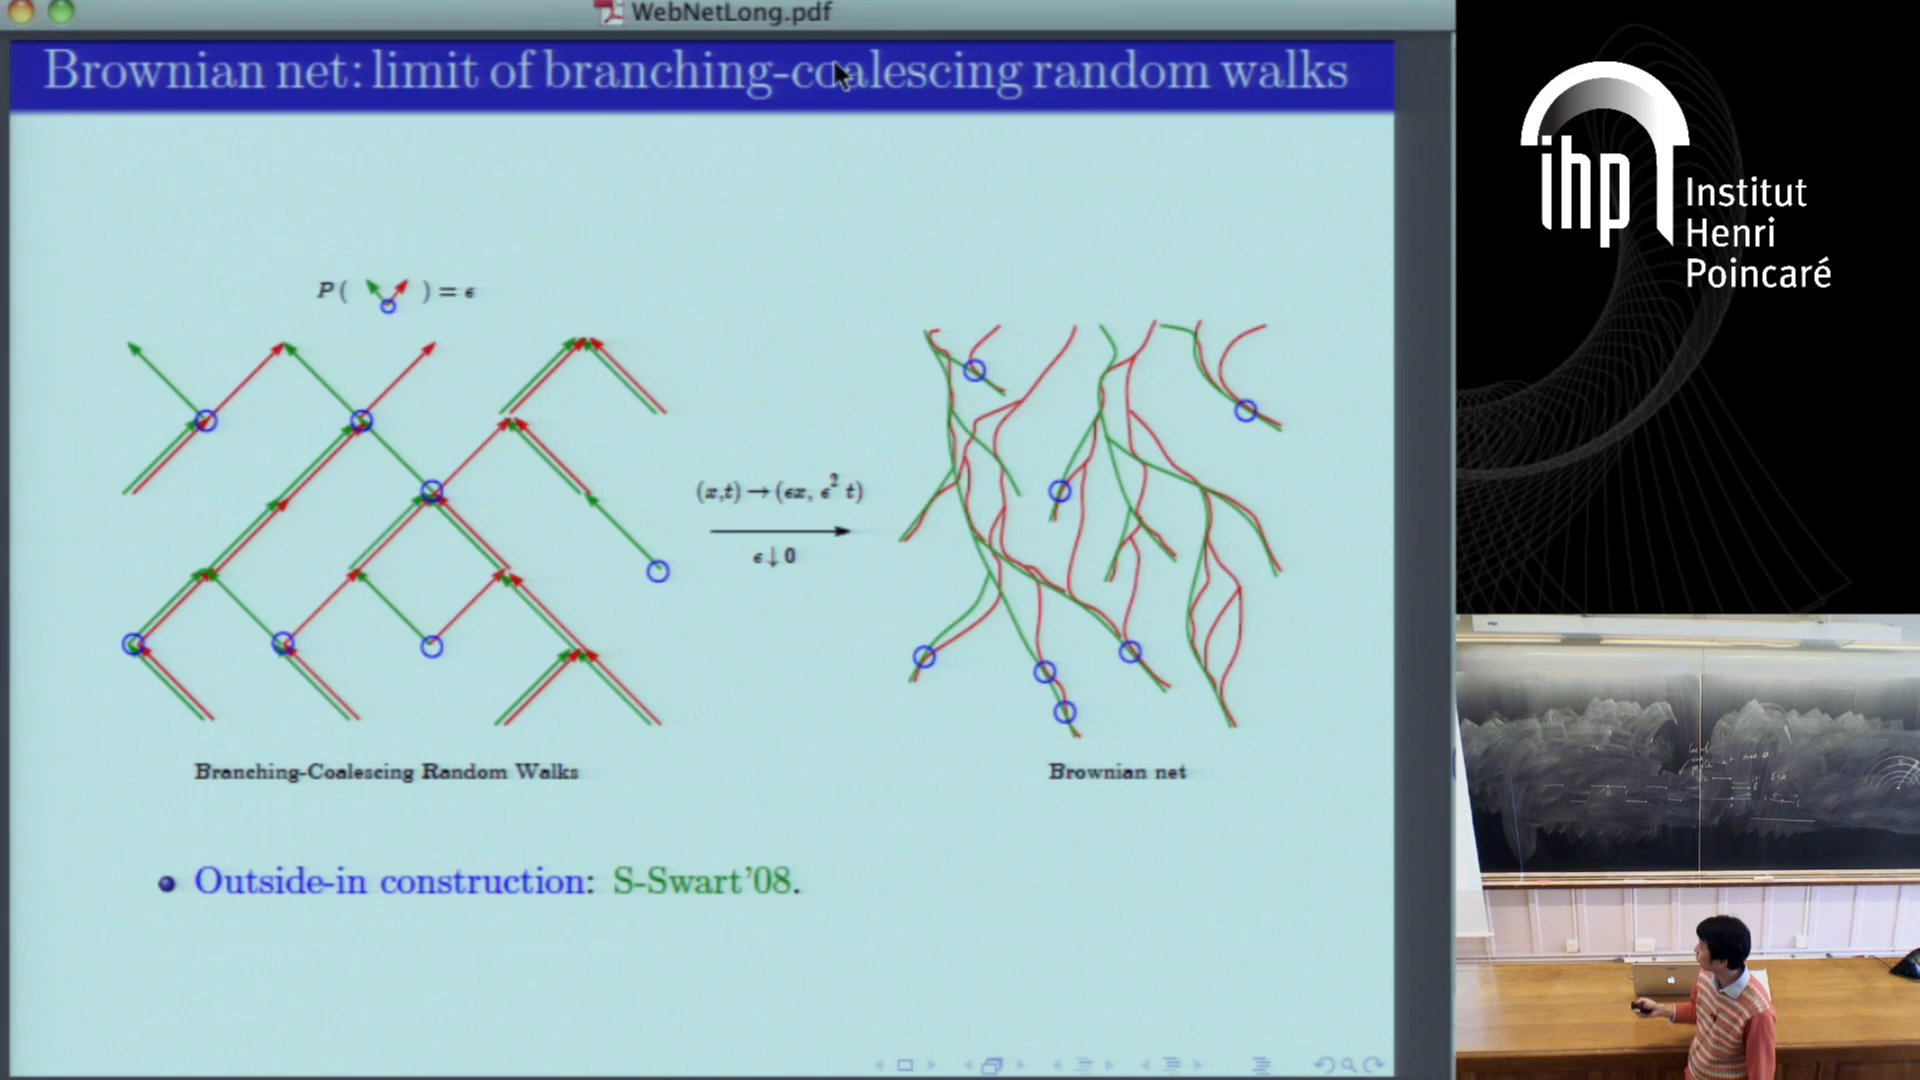 WebNetLong.pdf
Brownian net: limit of branching-coalescing random walks
P ( ) = ϵ
(x,t) → (ϵx, ϵ² t)
ϵ ↓ 0
Branching-Coalescing Random Walks
Brownian net
Outside-in construction: S-Swart'08.
ihp
Institut
Henri
Poincaré